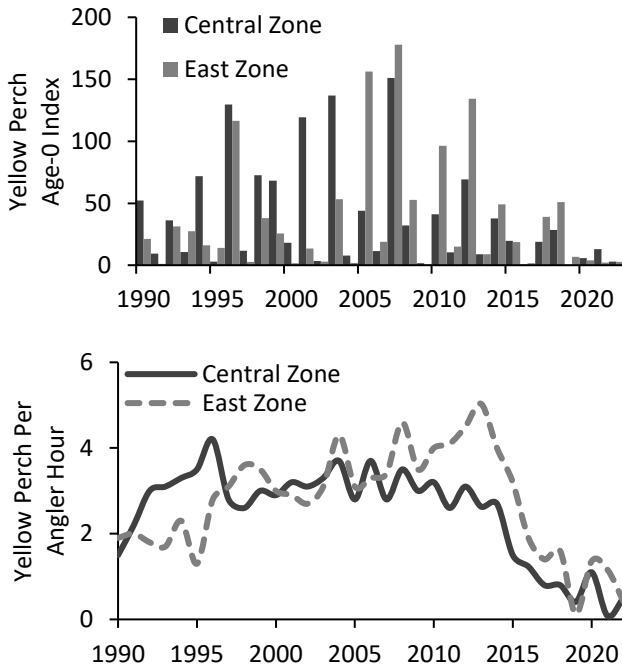 200
150
100
50
0
Yellow Perch
Age-0 Index
Central Zone
East Zone
1990 1995 2000 2005 2010 2015 2020
6
4
2
0
Yellow Perch Per
Angler Hour
Central Zone
East Zone
1990 1995 2000 2005 2010 2015 2020